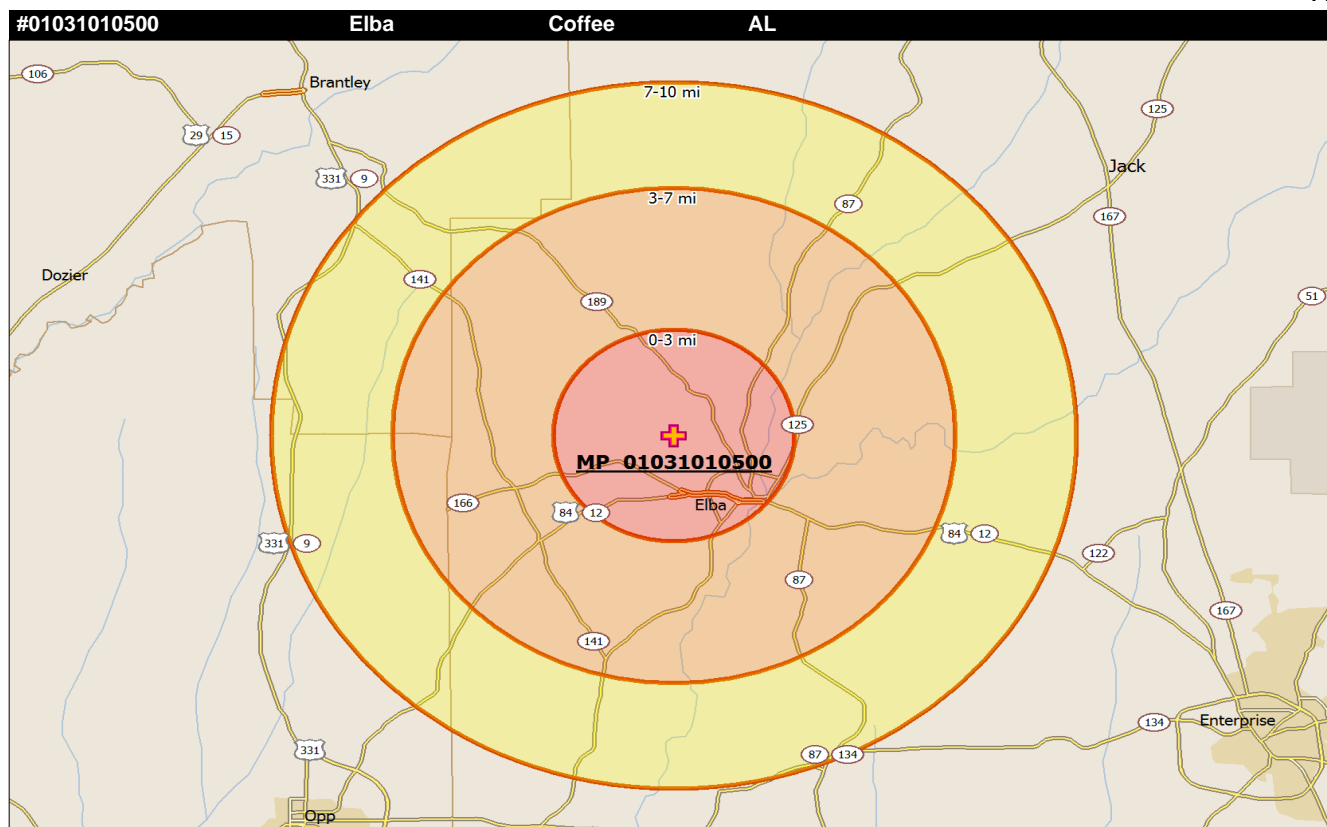 #01031010500 Elba Coffee AL
106
Brantley
7-10 mi
125
29 15
Jack
331 9
3-7 mi
87
167
Dozier
141
189
51
0-3 mi
125
MP 01031010500
166
Elba
84 12
84 12
331 9
122
87
167
141
Enterprise
134
331
87 134
Opp